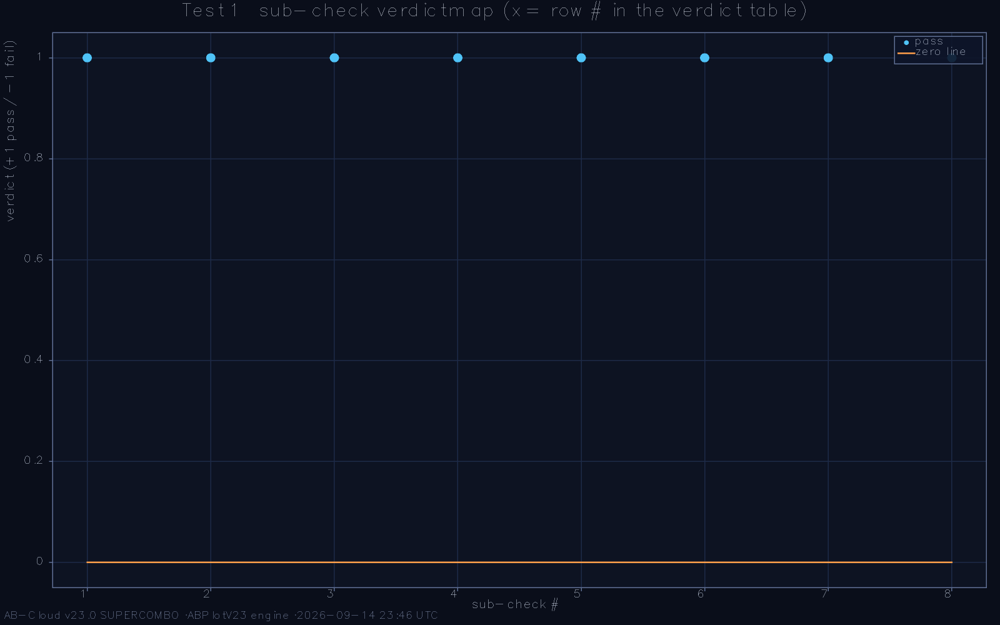 Test 1 sub-check verdict map (x = row # in the verdict table)
pass
zero line
verdict (+1 pass / -1 fail)
1
0.8
0.6
0.4
0.2
0
1 2 3 4 5 6 7 8
sub-check #
AB-Cloud v23.0 SUPERCOMBO · ABPlotV23 engine · 2026-09-14 23:46 UTC